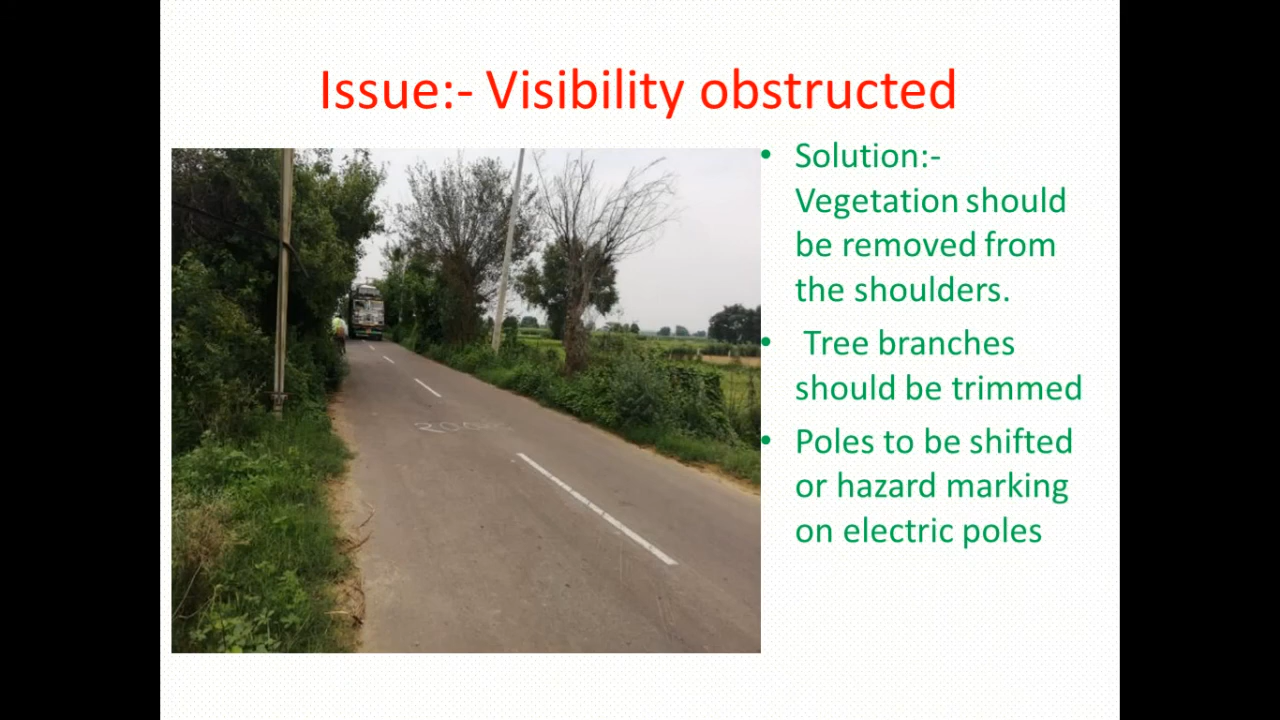 Issue:- Visibility obstructed
• Solution:-
Vegetation should
be removed from
the shoulders.
• Tree branches
should be trimmed
• Poles to be shifted
or hazard marking
on electric poles